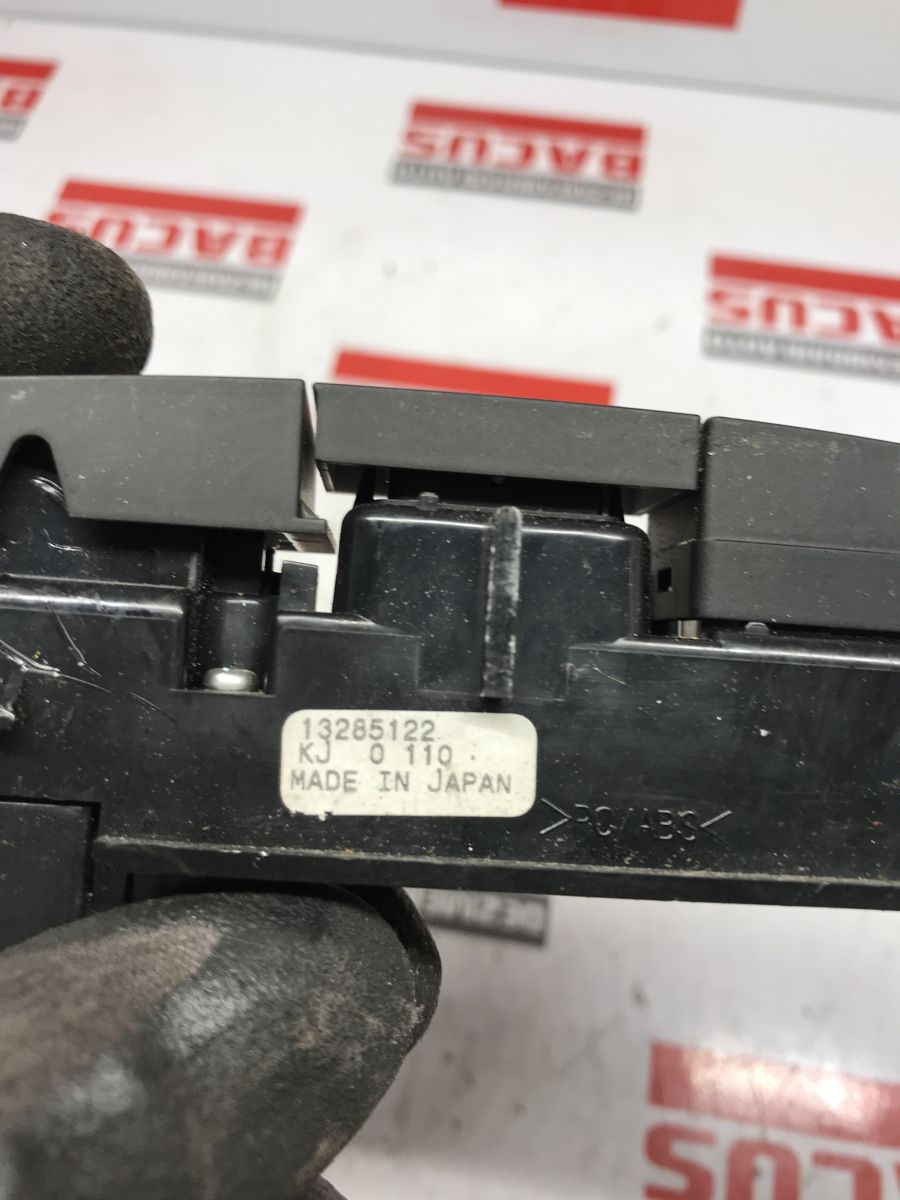 BACUS
BACUS
BACUS
13285122
KJ 0 110
MADE IN JAPAN
>PC/ABS<
BACUS